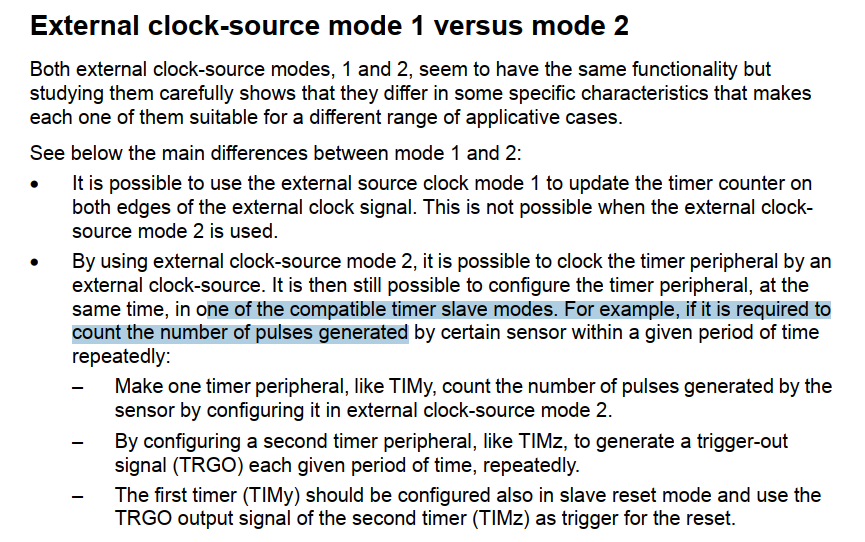 External clock-source mode 1 versus mode 2
Both external clock-source modes, 1 and 2, seem to have the same functionality but
studying them carefully shows that they differ in some specific characteristics that makes
each one of them suitable for a different range of applicative cases.
See below the main differences between mode 1 and 2:
• It is possible to use the external source clock mode 1 to update the timer counter on
both edges of the external clock signal. This is not possible when the external clock-
source mode 2 is used.
• By using external clock-source mode 2, it is possible to clock the timer peripheral by an
external clock-source. It is then still possible to configure the timer peripheral, at the
same time, in one of the compatible timer slave modes. For example, if it is required to
count the number of pulses generated by certain sensor within a given period of time
repeatedly:
– Make one timer peripheral, like TIMy, count the number of pulses generated by the
sensor by configuring it in external clock-source mode 2.
– By configuring a second timer peripheral, like TIMz, to generate a trigger-out
signal (TRGO) each given period of time, repeatedly.
– The first timer (TIMy) should be configured also in slave reset mode and use the
TRGO output signal of the second timer (TIMz) as trigger for the reset.